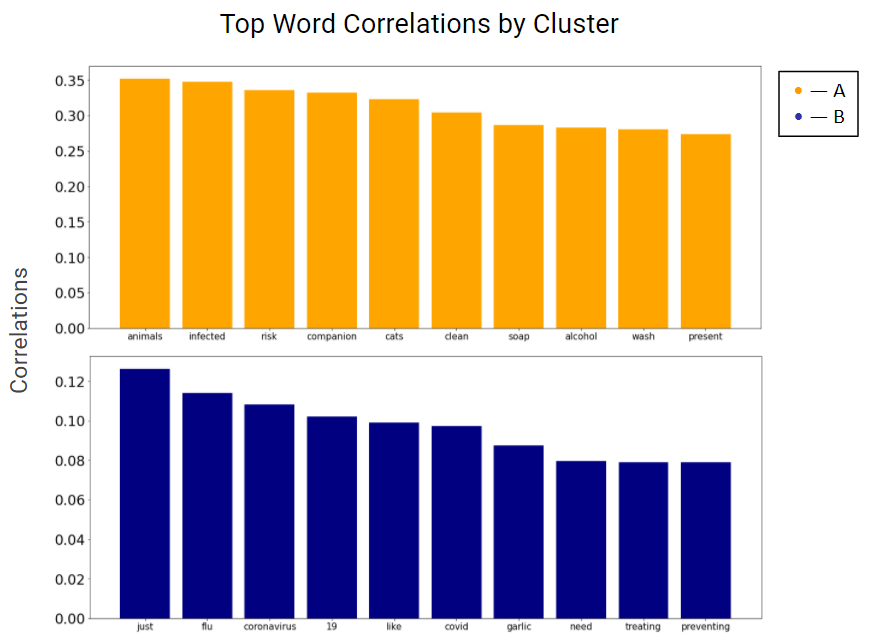 Top Word Correlations by Cluster
— A
— B
Correlations
0.35
0.30
0.25
0.20
0.15
0.10
0.05
0.00
animals infected risk companion cats clean soap alcohol wash present
0.12
0.10
0.08
0.06
0.04
0.02
0.00
just flu coronavirus 19 like covid garlic need treating preventing